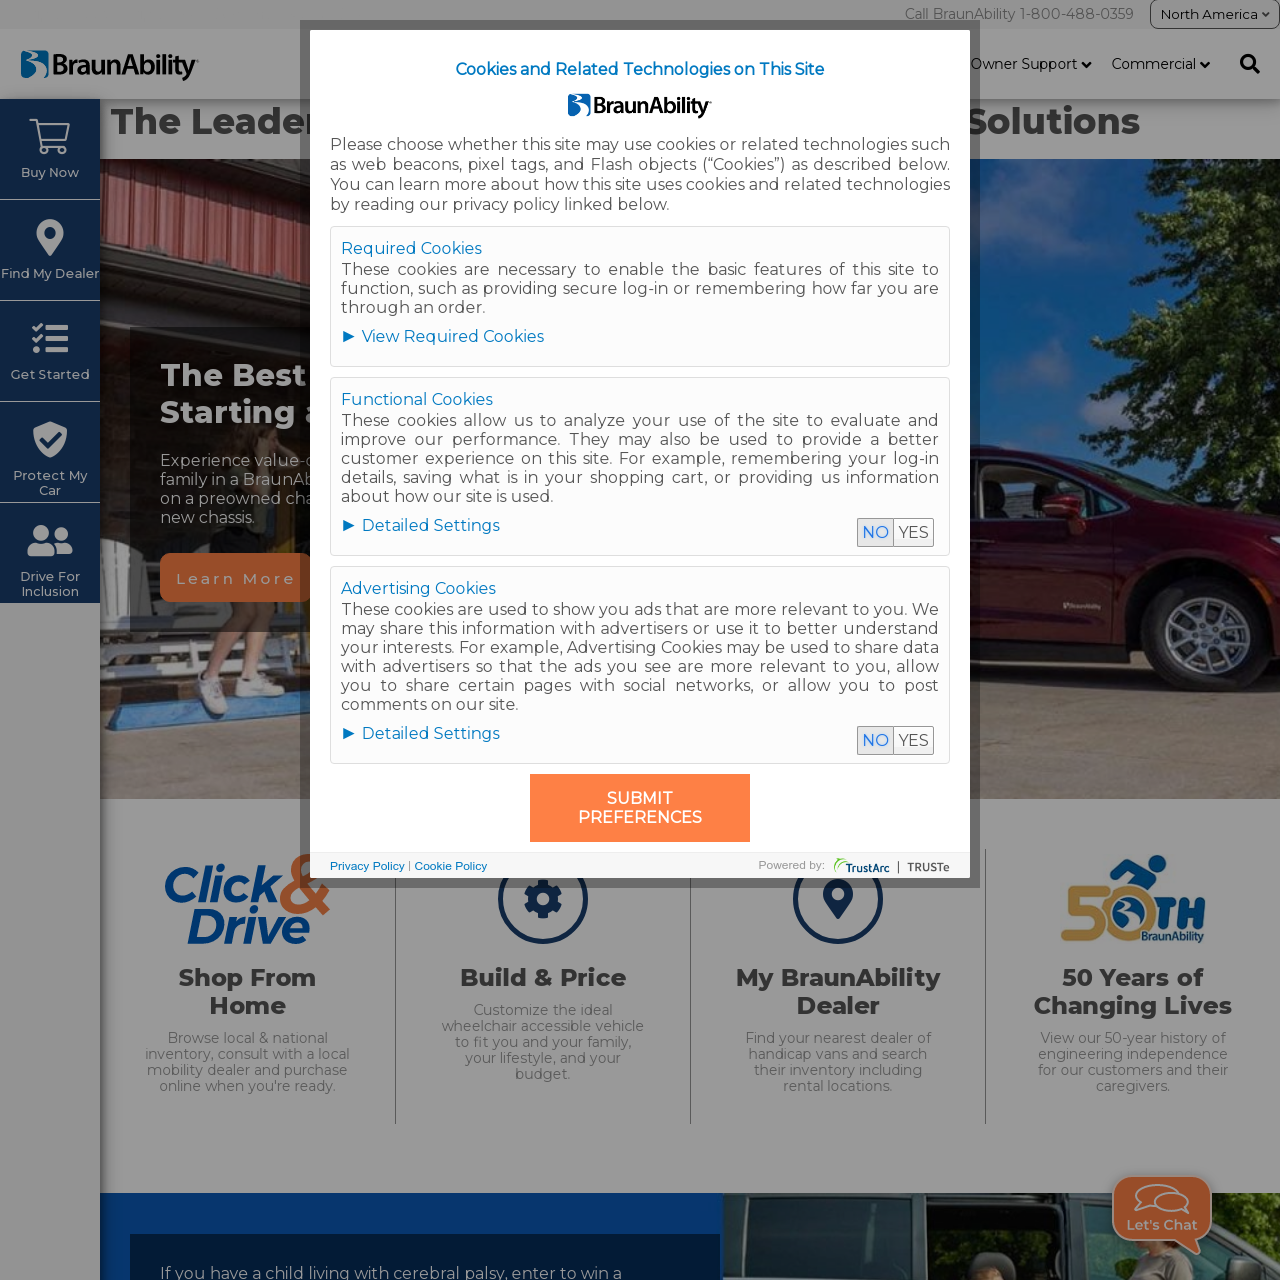 Call BraunAbility 1-800-488-0359
North America
BraunAbility
Owner Support
Commercial
The Leader
Solutions
Buy Now
Find My Dealer
Get Started
Protect My
Car
Drive For
Inclusion
The Best
Starting
Experience value-
family in a BraunAb
on a preowned cha
new chassis.
Learn More
Cookies and Related Technologies on This Site
BraunAbility
Please choose whether this site may use cookies or related technologies such
as web beacons, pixel tags, and Flash objects (“Cookies”) as described below.
You can learn more about how this site uses cookies and related technologies
by reading our privacy policy linked below.
Required Cookies
These cookies are necessary to enable the basic features of this site to
function, such as providing secure log-in or remembering how far you are
through an order.
► View Required Cookies
Functional Cookies
These cookies allow us to analyze your use of the site to evaluate and
improve our performance. They may also be used to provide a better
customer experience on this site. For example, remembering your log-in
details, saving what is in your shopping cart, or providing us information
about how our site is used.
► Detailed Settings
NO YES
Advertising Cookies
These cookies are used to show you ads that are more relevant to you. We
may share this information with advertisers or use it to better understand
your interests. For example, Advertising Cookies may be used to share data
with advertisers so that the ads you see are more relevant to you, allow
you to share certain pages with social networks, or allow you to post
comments on our site.
► Detailed Settings
NO YES
SUBMIT
PREFERENCES
Privacy Policy | Cookie Policy
Powered by: TrustArc | TRUSTe
BraunAbility
Click&
Drive
Shop From
Home
Browse local & national
inventory, consult with a local
mobility dealer and purchase
online when you're ready.
Build & Price
Customize the ideal
wheelchair accessible vehicle
to fit you and your family,
your lifestyle, and your
budget.
My BraunAbility
Dealer
Find your nearest dealer of
handicap vans and search
their inventory including
rental locations.
50TH
BraunAbility
50 Years of
Changing Lives
View our 50-year history of
engineering independence
for our customers and their
caregivers.
Let's Chat
If you have a child living with cerebral palsy, enter to win a